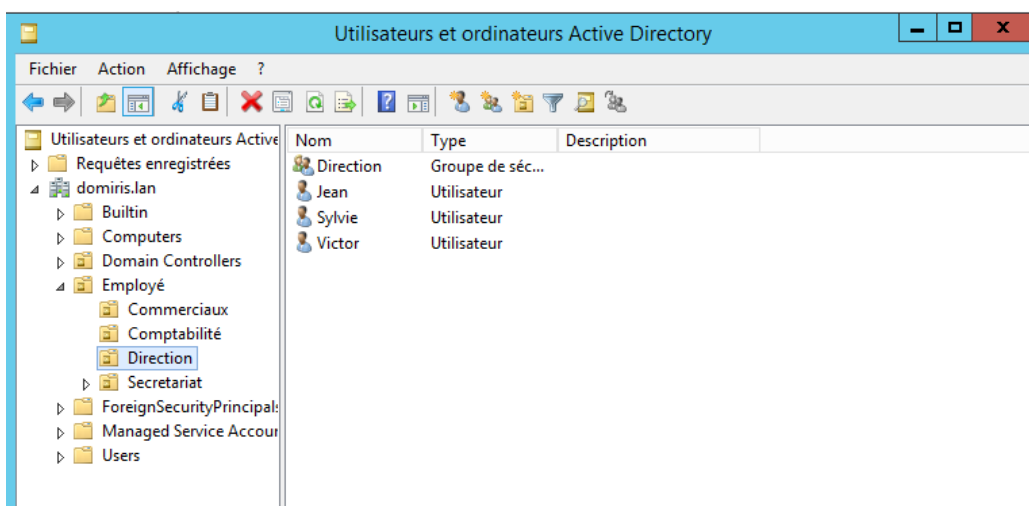 Utilisateurs et ordinateurs Active Directory
Fichier Action Affichage ?
Utilisateurs et ordinateurs Active
Requêtes enregistrées
domiris.lan
Builtin
Computers
Domain Controllers
Employé
Commerciaux
Comptabilité
Direction
Secretariat
ForeignSecurityPrincipals
Managed Service Accour
Users
Nom Type Description
Direction Groupe de séc...
Jean Utilisateur
Sylvie Utilisateur
Victor Utilisateur